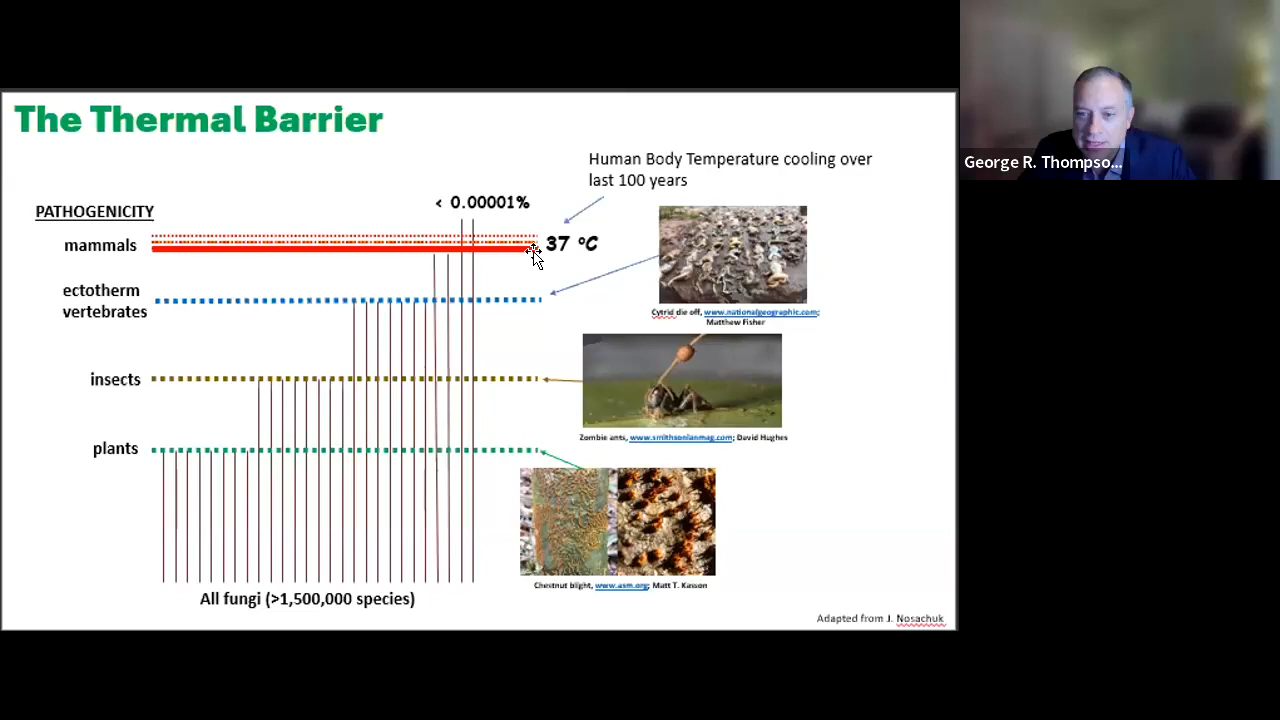 The Thermal Barrier
George R. Thompso...
Human Body Temperature cooling over
last 100 years
PATHOGENICITY
< 0.00001%
mammals
37 °C
ectotherm
vertebrates
Cytrid die off, www.nationalgeographic.com;
Matthew Fisher
insects
Zombie ants, www.smithsonianmag.com; David Hughes
plants
Chestnut blight, www.asm.org; Matt T. Kasson
All fungi (>1,500,000 species)
Adapted from J. Nosachuk